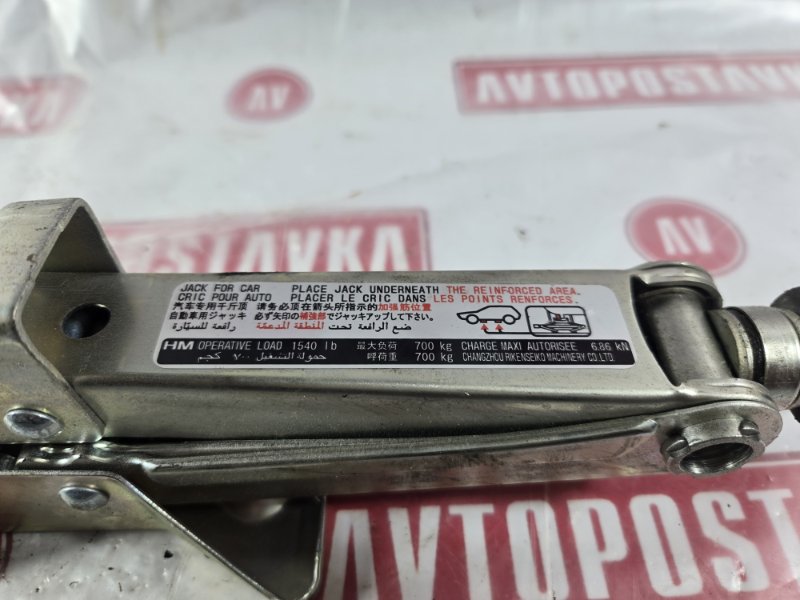 AV
AVTOPOSTAVKA
STAVKA
AV
JACK FOR CAR PLACE JACK UNDERNEATH THE REINFORCED AREA.
CRIC POUR AUTO PLACER LE CRIC DANS LES POINTS RENFORCES.
汽车专用千斤顶 请务必顶在箭头所指示的加强筋位置
自動車用ジャッキ 必ず矢印の補強部でジャッキアップして下さい。
رافعة للسيّارة ضع الرافعة تحت المنطقة المدعمة
HM OPERATIVE LOAD 1540 lb 最大负荷 700 kg CHARGE MAXI AUTORISEE 6.86 kN
حمولة التشغيل ٧٠٠ كجم 呼荷重 700 kg CHANGZHOU RIKENSEIKO MACHINERY CO.LTD.
AVTOPOSTAV